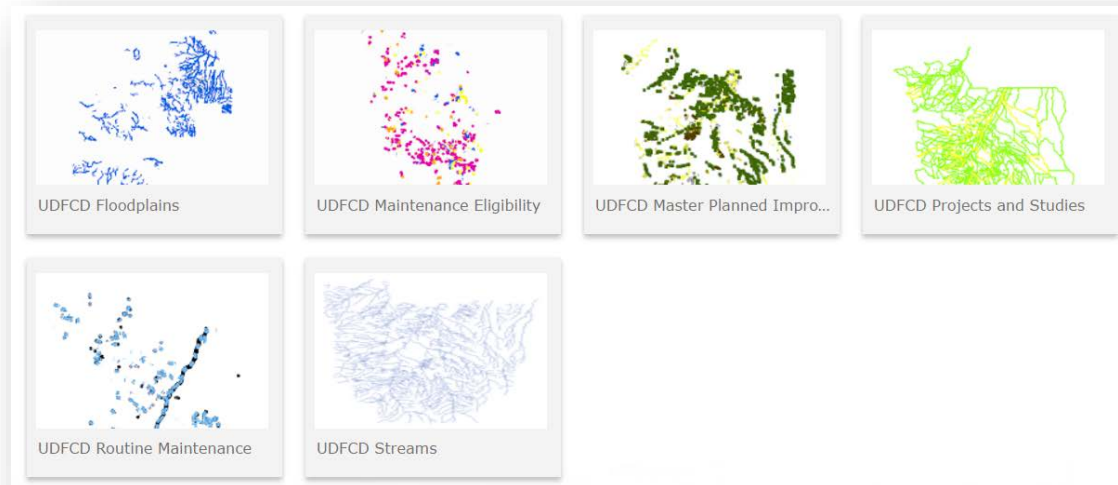 UDFCD Floodplains
UDFCD Maintenance Eligibility
UDFCD Master Planned Impro...
UDFCD Projects and Studies
UDFCD Routine Maintenance
UDFCD Streams